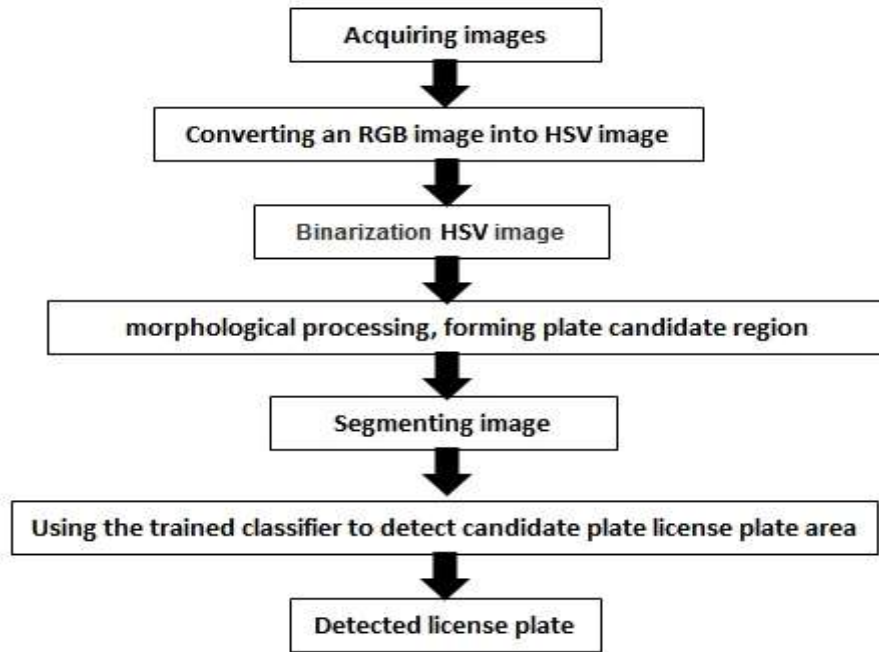 Acquiring images
Converting an RGB image into HSV image
Binarization HSV image
morphological processing, forming plate candidate region
Segmenting image
Using the trained classifier to detect candidate plate license plate area
Detected license plate